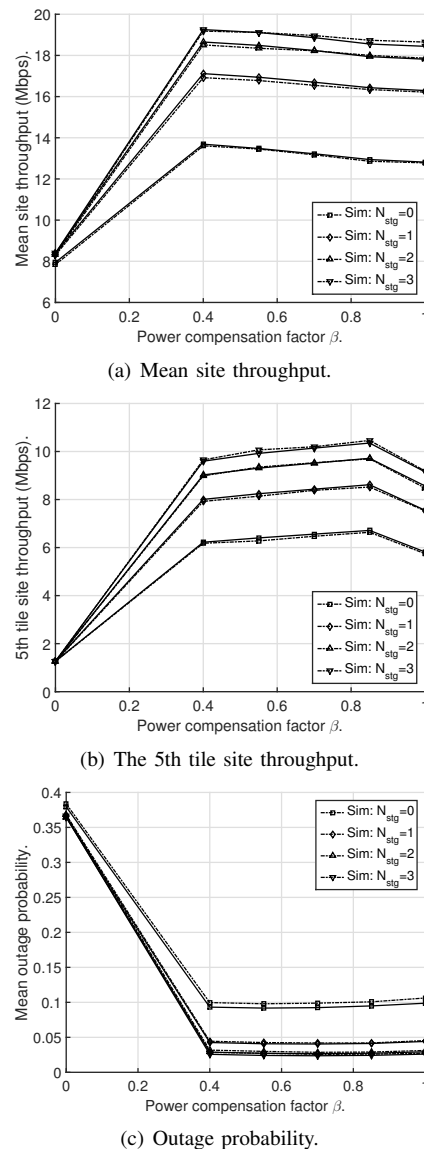 20
18
16
14
12
10
8
6
Mean site throughput (Mbps).
Sim: N_stg=0
Sim: N_stg=1
Sim: N_stg=2
Sim: N_stg=3
0 0.2 0.4 0.6 0.8 1
Power compensation factor β.
(a) Mean site throughput.
12
10
8
6
4
2
0
5th tile site throughput (Mbps).
Sim: N_stg=0
Sim: N_stg=1
Sim: N_stg=2
Sim: N_stg=3
0 0.2 0.4 0.6 0.8 1
Power compensation factor β.
(b) The 5th tile site throughput.
0.4
0.35
0.3
0.25
0.2
0.15
0.1
0.05
0
Mean outage probability.
Sim: N_stg=0
Sim: N_stg=1
Sim: N_stg=2
Sim: N_stg=3
0 0.2 0.4 0.6 0.8 1
Power compensation factor β.
(c) Outage probability.